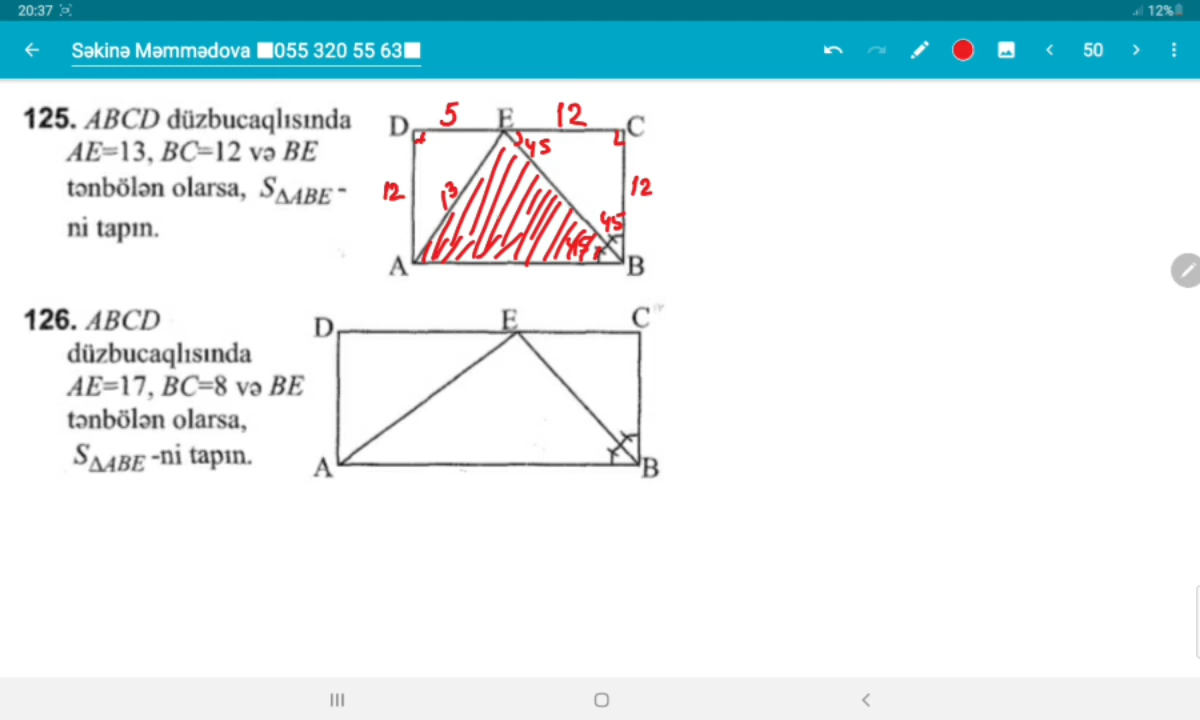 20:37
12%
Səkinə Məmmədova 055 320 55 63
50
125. ABCD düzbucaqlısında
AE=13, BC=12 və BE
tənbölən olarsa, S△ABE -
ni tapın.
D 5 E 12 C
45
12 13 12
45
45
A B
126. ABCD
düzbucaqlısında
AE=17, BC=8 və BE
tənbölən olarsa,
S△ABE -ni tapın.
D E C
A B